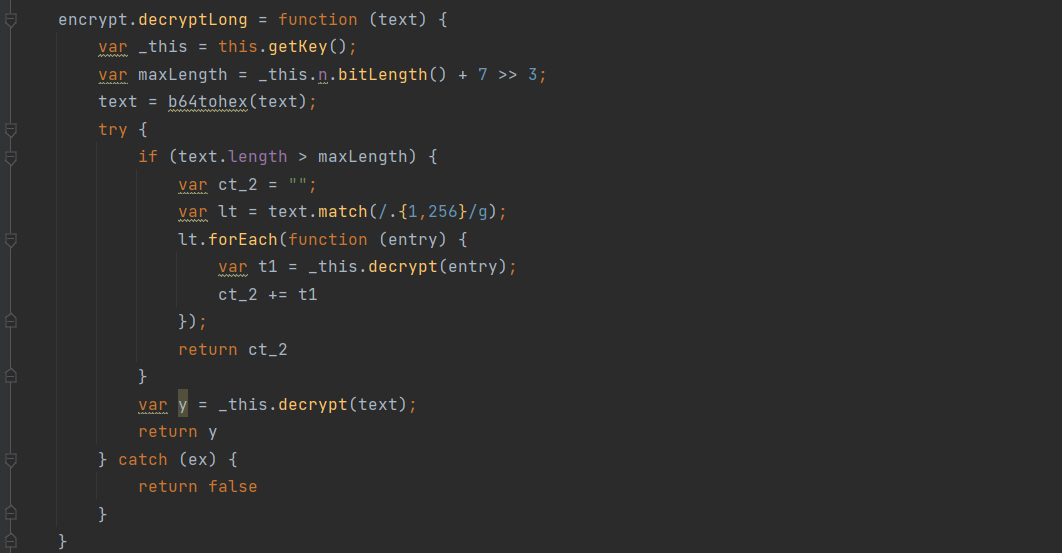 encrypt.decryptLong = function (text) {
    var _this = this.getKey();
    var maxLength = _this.n.bitLength() + 7 >> 3;
    text = b64tohex(text);
    try {
        if (text.length > maxLength) {
            var ct_2 = "";
            var lt = text.match(/.{1,256}/g);
            lt.forEach(function (entry) {
                var t1 = _this.decrypt(entry);
                ct_2 += t1
            });
            return ct_2
        }
        var y = _this.decrypt(text);
        return y
    } catch (ex) {
        return false
    }
}